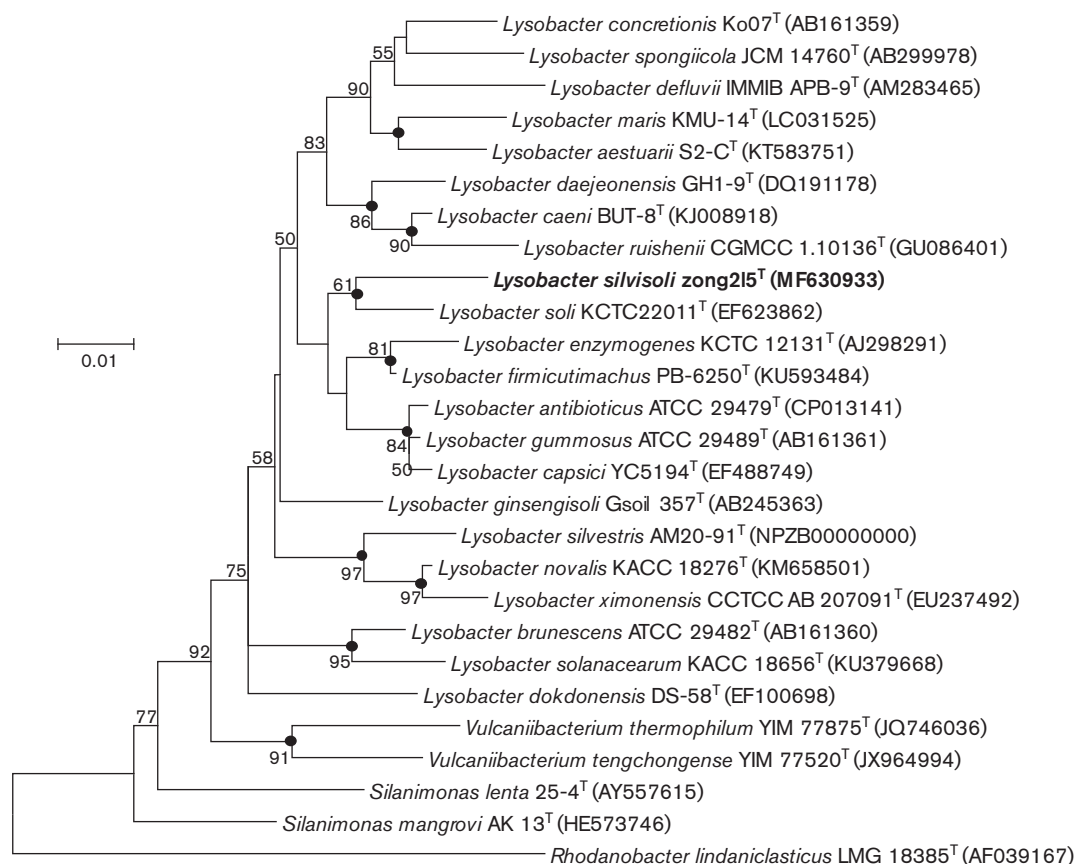 Lysobacter concretionis Ko07T (AB161359)
55
Lysobacter spongiicola JCM 14760T (AB299978)
Lysobacter defluvii IMMIB APB-9T (AM283465)
90
Lysobacter maris KMU-14T (LC031525)
83
Lysobacter aestuarii S2-CT (KT583751)
Lysobacter daejeonensis GH1-9T (DQ191178)
86
Lysobacter caeni BUT-8T (KJ008918)
50
90
Lysobacter ruishenii CGMCC 1.10136T (GU086401)
Lysobacter silvisoli zong2l5T (MF630933)
61
Lysobacter soli KCTC22011T (EF623862)
Lysobacter enzymogenes KCTC 12131T (AJ298291)
81
0.01
Lysobacter firmicutimachus PB-6250T (KU593484)
Lysobacter antibioticus ATCC 29479T (CP013141)
84
Lysobacter gummosus ATCC 29489T (AB161361)
58
50
Lysobacter capsici YC5194T (EF488749)
Lysobacter ginsengisoli Gsoil 357T (AB245363)
Lysobacter silvestris AM20-91T (NPZB00000000)
75
97
Lysobacter novalis KACC 18276T (KM658501)
97
Lysobacter ximonensis CCTCC AB 207091T (EU237492)
Lysobacter brunescens ATCC 29482T (AB161360)
92
95
Lysobacter solanacearum KACC 18656T (KU379668)
Lysobacter dokdonensis DS-58T (EF100698)
77
Vulcaniibacterium thermophilum YIM 77875T (JQ746036)
91
Vulcaniibacterium tengchongense YIM 77520T (JX964994)
Silanimonas lenta 25-4T (AY557615)
Silanimonas mangrovi AK 13T (HE573746)
Rhodanobacter lindaniclasticus LMG 18385T (AF039167)